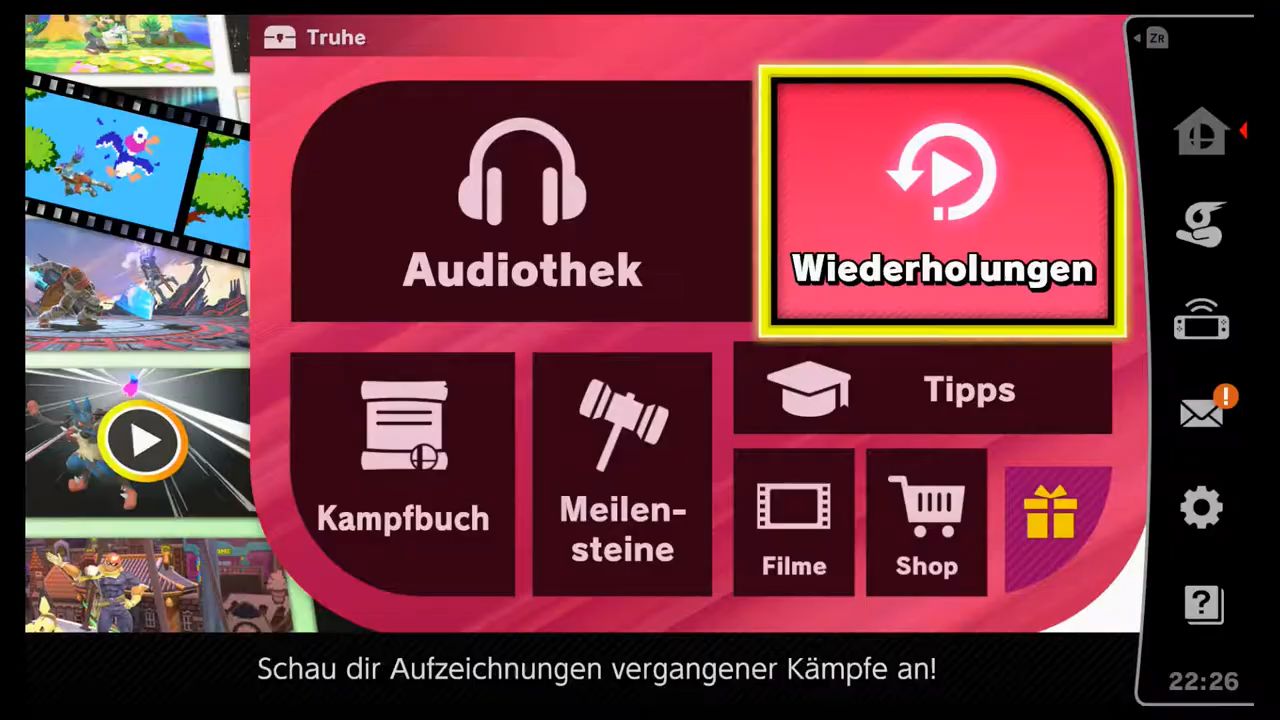 Truhe
ZR
Audiothek
Wiederholungen
Kampfbuch
Meilen-
steine
Tipps
Filme
Shop
!
?
Schau dir Aufzeichnungen vergangener Kämpfe an!
22:26